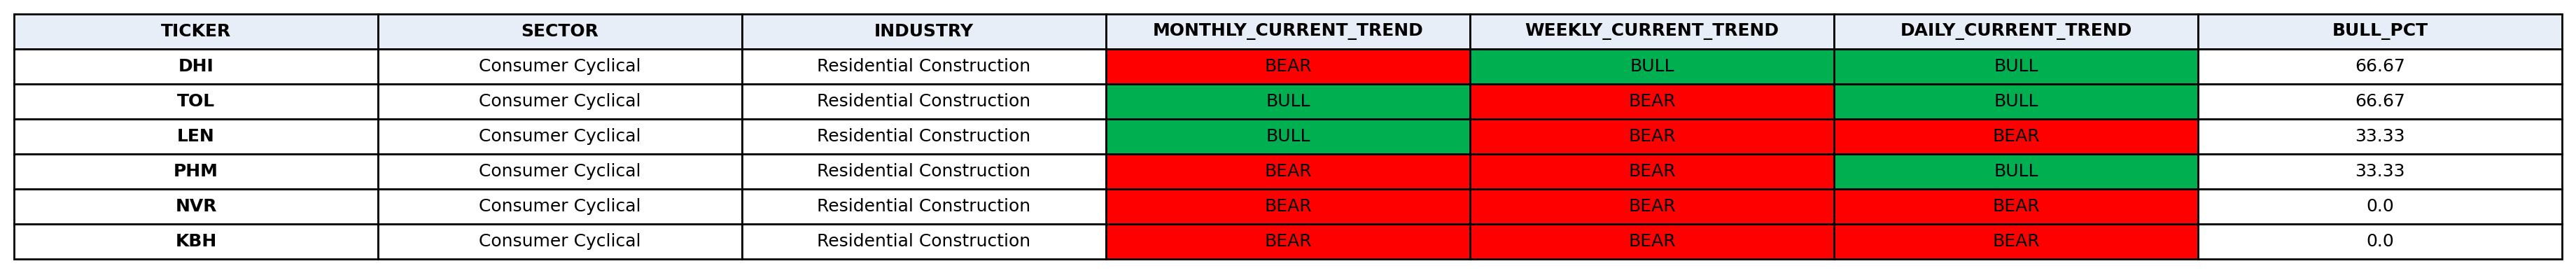 TICKER SECTOR INDUSTRY MONTHLY_CURRENT_TREND WEEKLY_CURRENT_TREND DAILY_CURRENT_TREND BULL_PCT
DHI Consumer Cyclical Residential Construction BEAR BULL BULL 66.67
TOL Consumer Cyclical Residential Construction BULL BEAR BULL 66.67
LEN Consumer Cyclical Residential Construction BULL BEAR BEAR 33.33
PHM Consumer Cyclical Residential Construction BEAR BEAR BULL 33.33
NVR Consumer Cyclical Residential Construction BEAR BEAR BEAR 0.0
KBH Consumer Cyclical Residential Construction BEAR BEAR BEAR 0.0